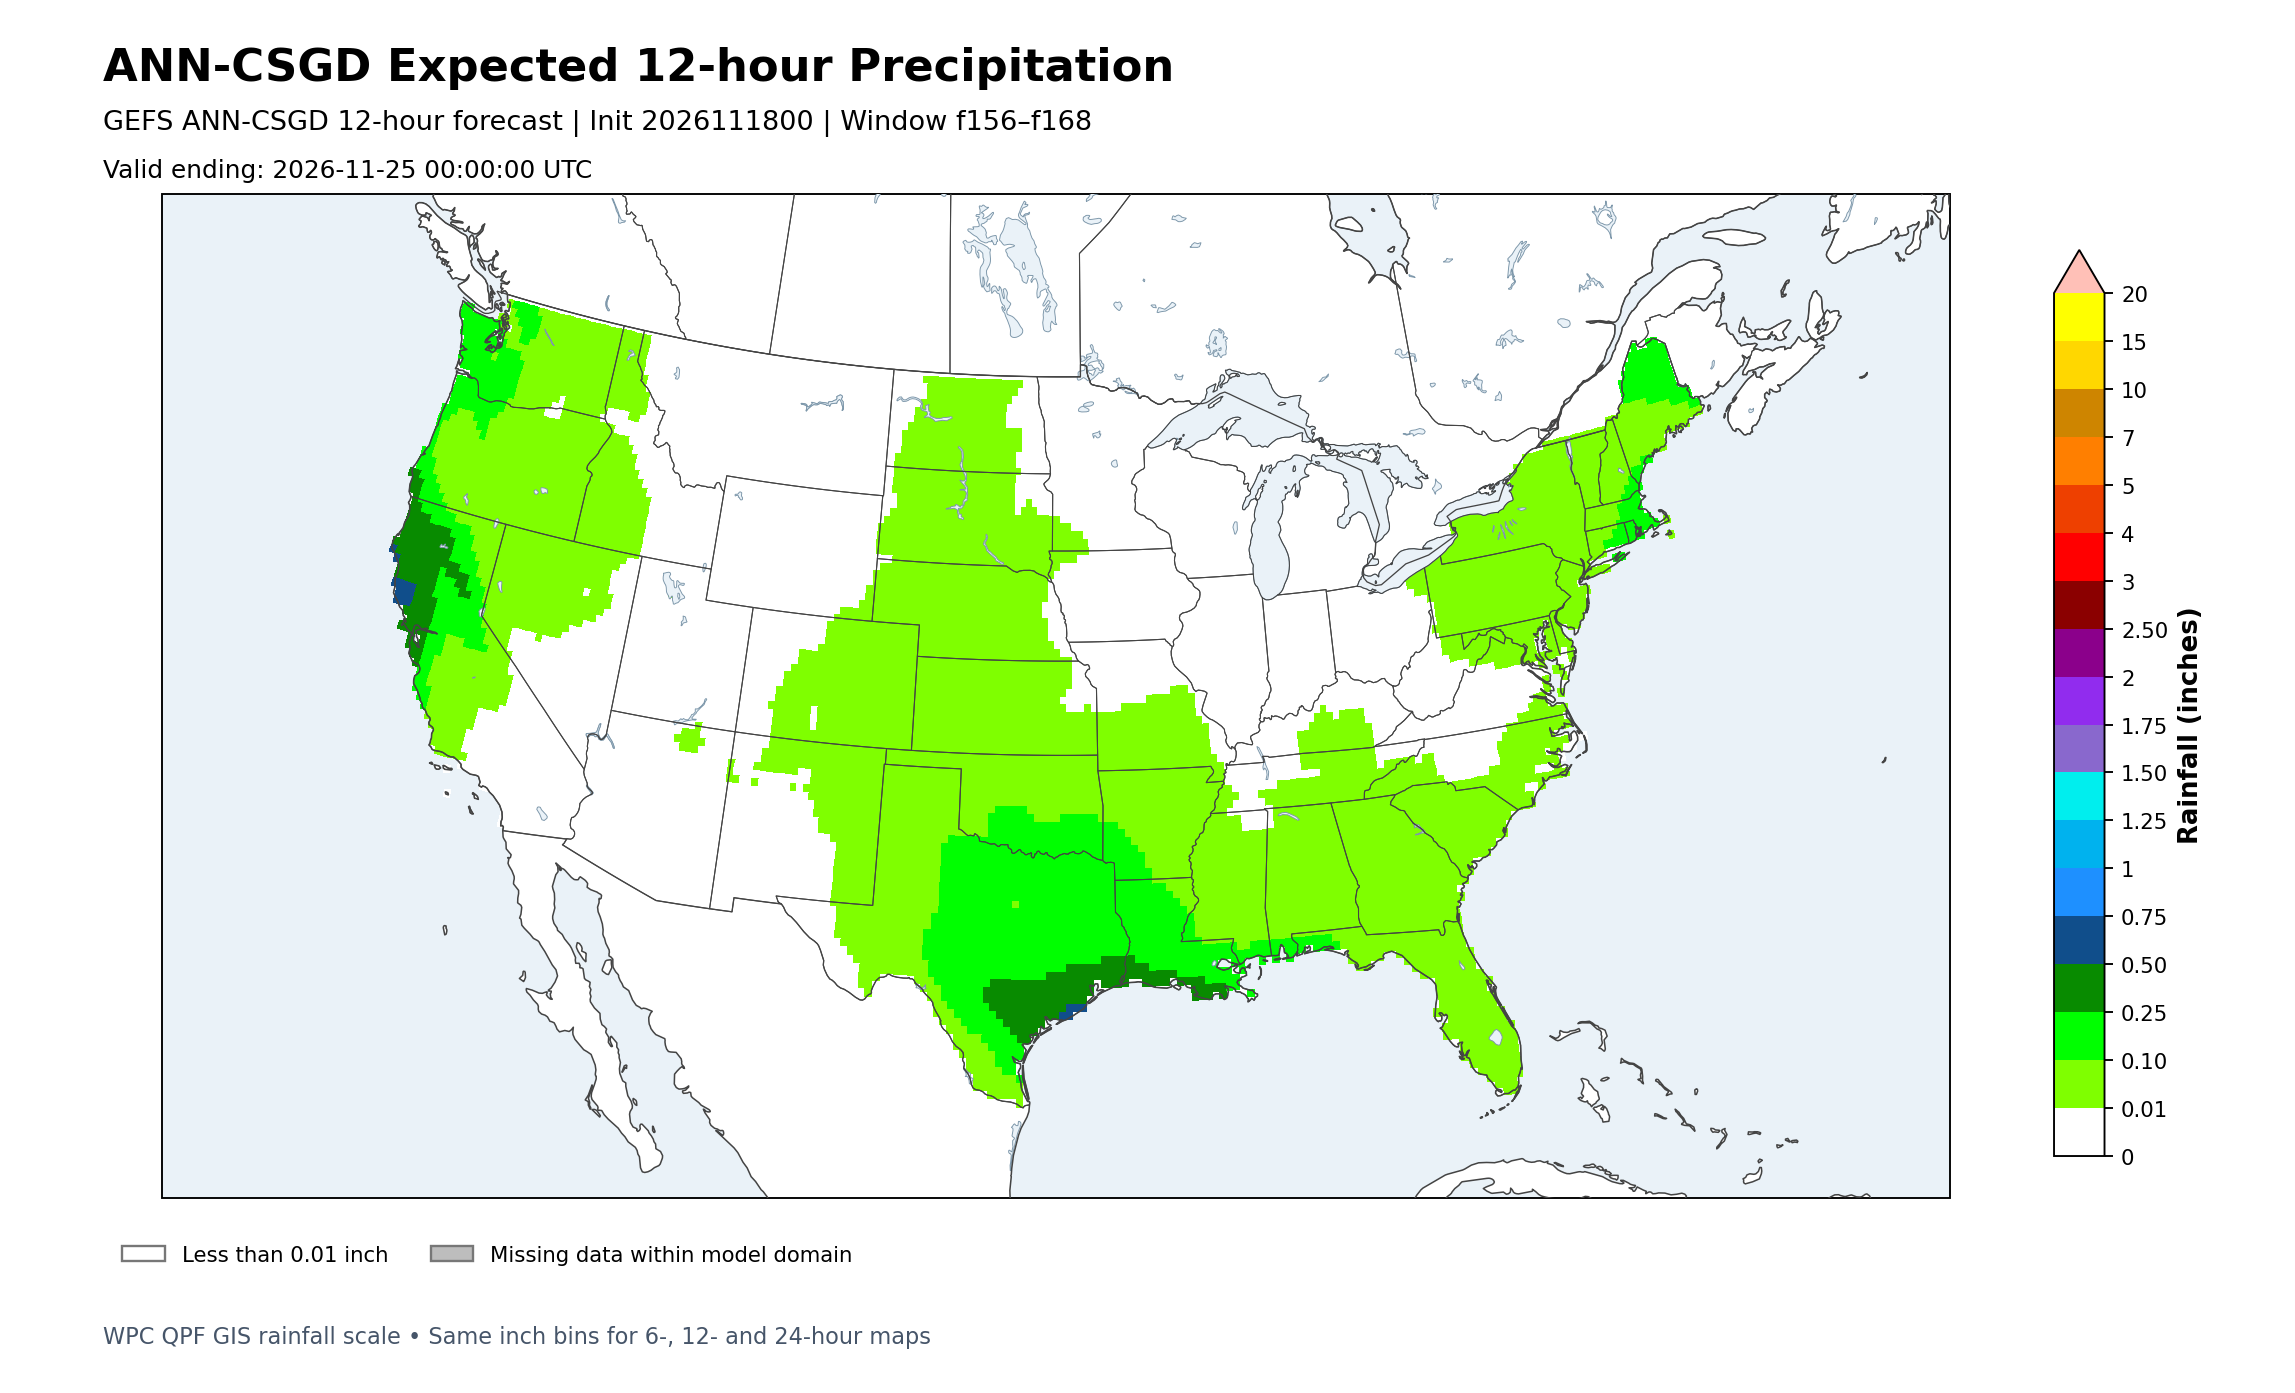 ANN-CSGD Expected 12-hour Precipitation
GEFS ANN-CSGD 12-hour forecast | Init 2026111800 | Window f156–f168
Valid ending: 2026-11-25 00:00:00 UTC
20
15
10
7
5
4
3
2.50
2
1.75
1.50
1.25
1
0.75
0.50
0.25
0.10
0.01
0
Rainfall (inches)
Less than 0.01 inch
Missing data within model domain
WPC QPF GIS rainfall scale • Same inch bins for 6-, 12- and 24-hour maps